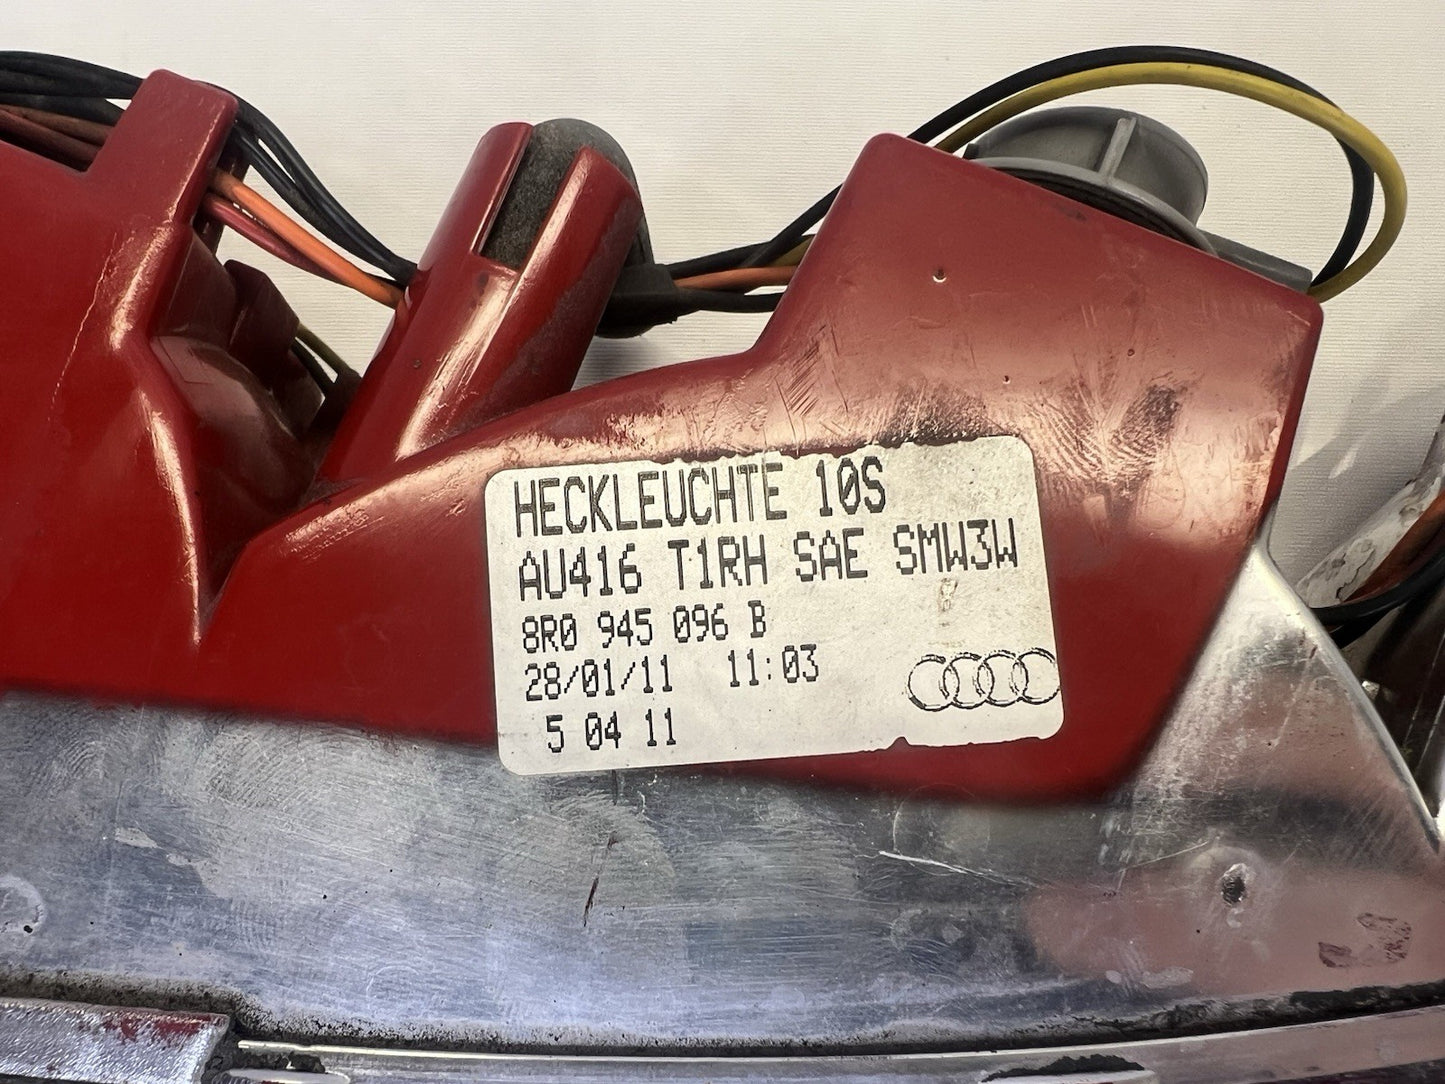 HECKLEUCHTE 10S
AU416 T1RH SAE SMW3W
8R0 945 096 B
28/01/11 11:03
5 04 11